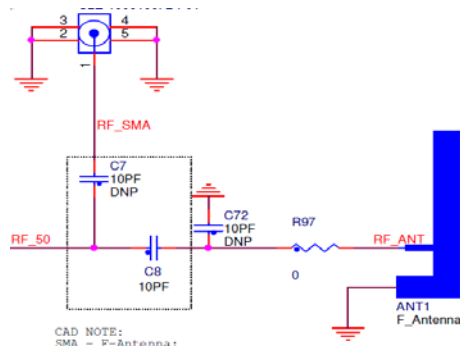 3
4
2
5
1
RF_SMA
C7
10PF
DNP
C72
10PF
DNP
R97
RF_50
RF_ANT
C8
10PF
0
ANT1
F_Antenna
CAD NOTE:
SMA - F-Antenna: